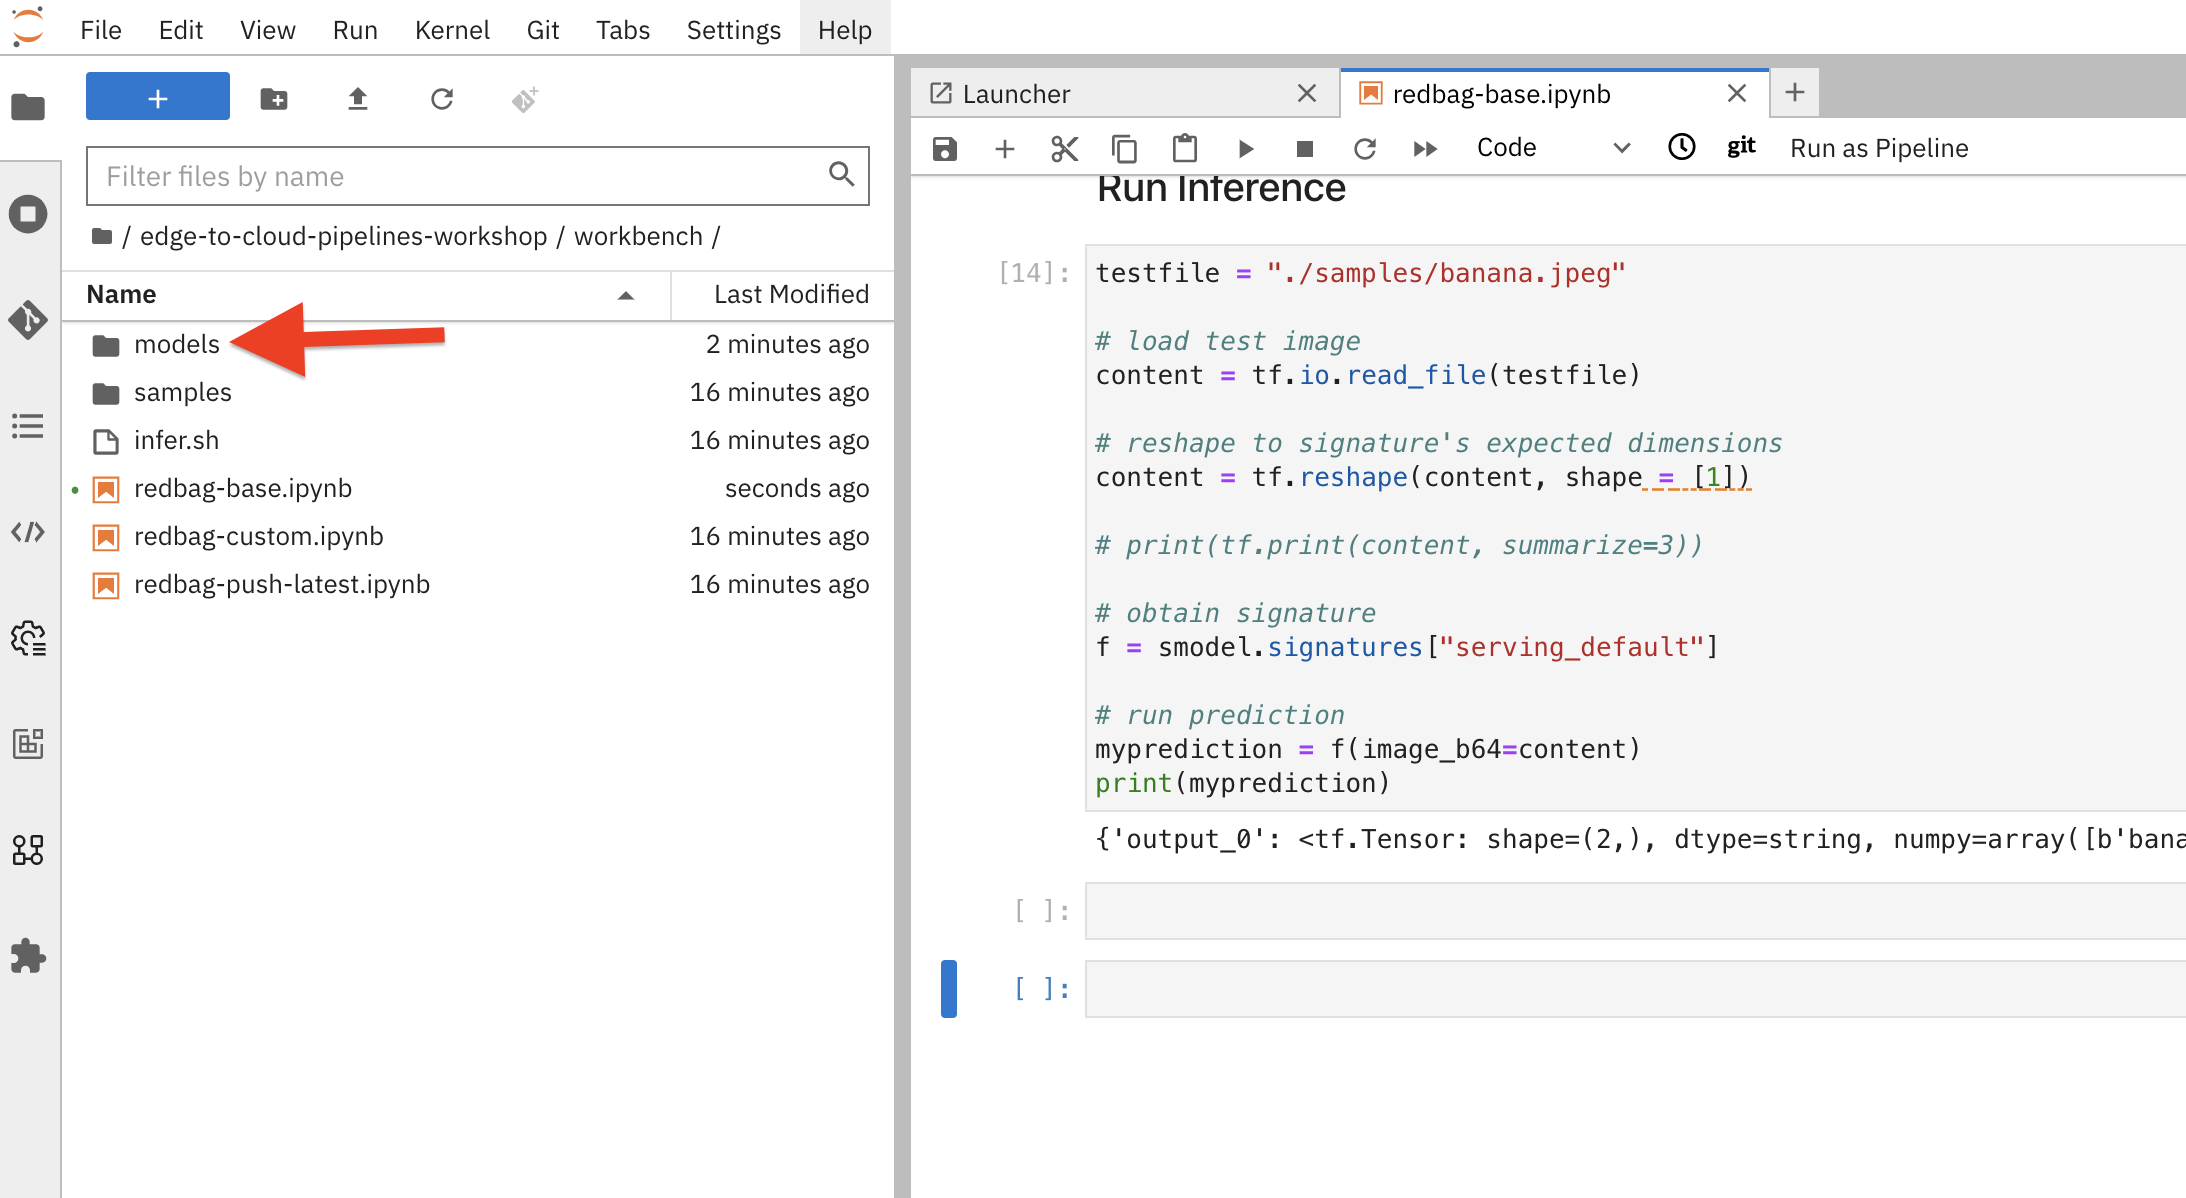 File Edit View Run Kernel Git Tabs Settings Help
+
Filter files by name
/ edge-to-cloud-pipelines-workshop / workbench /
Name Last Modified
models 2 minutes ago
samples 16 minutes ago
infer.sh 16 minutes ago
redbag-base.ipynb seconds ago
redbag-custom.ipynb 16 minutes ago
redbag-push-latest.ipynb 16 minutes ago
Launcher redbag-base.ipynb
Code git Run as Pipeline
Run Inference
[14]: testfile = "./samples/banana.jpeg"
# load test image
content = tf.io.read_file(testfile)
# reshape to signature's expected dimensions
content = tf.reshape(content, shape = [1])
# print(tf.print(content, summarize=3))
# obtain signature
f = smodel.signatures["serving_default"]
# run prediction
myprediction = f(image_b64=content)
print(myprediction)
{'output_0': <tf.Tensor: shape=(2,), dtype=string, numpy=array([b'bana
[ ]:
[ ]: